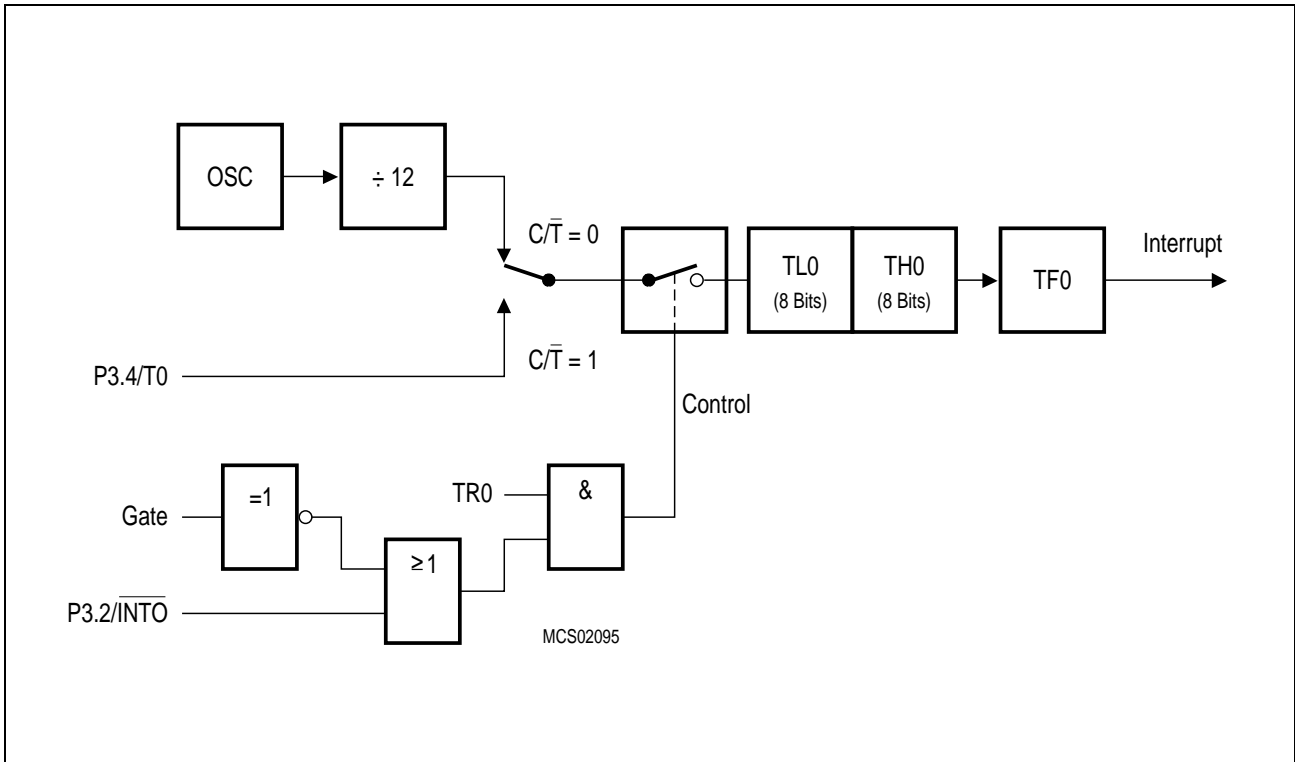 OSC
÷ 12
C/T̅ = 0
TL0
(8 Bits)
TH0
(8 Bits)
TF0
Interrupt
P3.4/T0
C/T̅ = 1
Control
Gate
=1
TR0
&
≥1
P3.2/I̅N̅T̅O̅
MCS02095